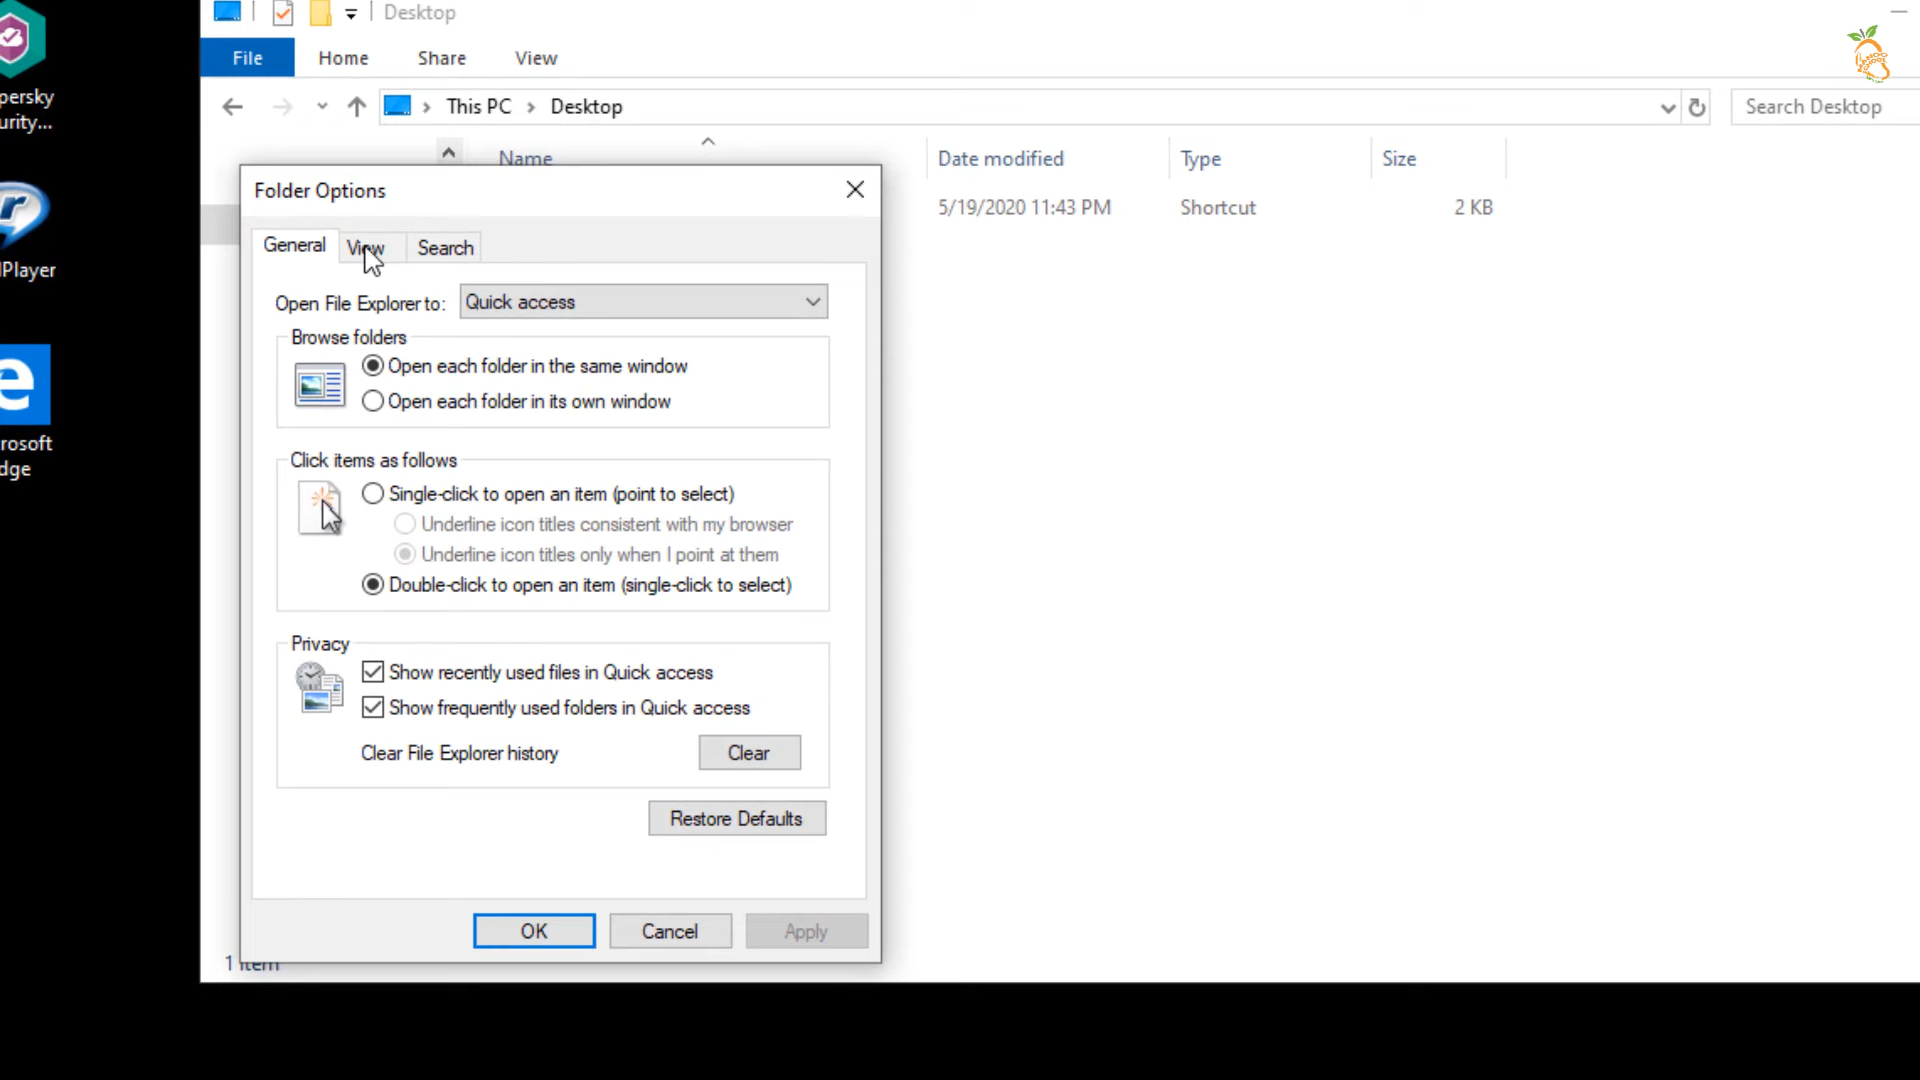 Desktop
File Home Share View
This PC > Desktop
Search Desktop
Name Date modified Type Size
5/19/2020 11:43 PM Shortcut 2 KB
persky
urity...
lPlayer
rosoft
dge
Folder Options
General View Search
Open File Explorer to: Quick access
Browse folders
Open each folder in the same window
Open each folder in its own window
Click items as follows
Single-click to open an item (point to select)
Underline icon titles consistent with my browser
Underline icon titles only when I point at them
Double-click to open an item (single-click to select)
Privacy
Show recently used files in Quick access
Show frequently used folders in Quick access
Clear File Explorer history Clear
Restore Defaults
OK Cancel Apply
1 item